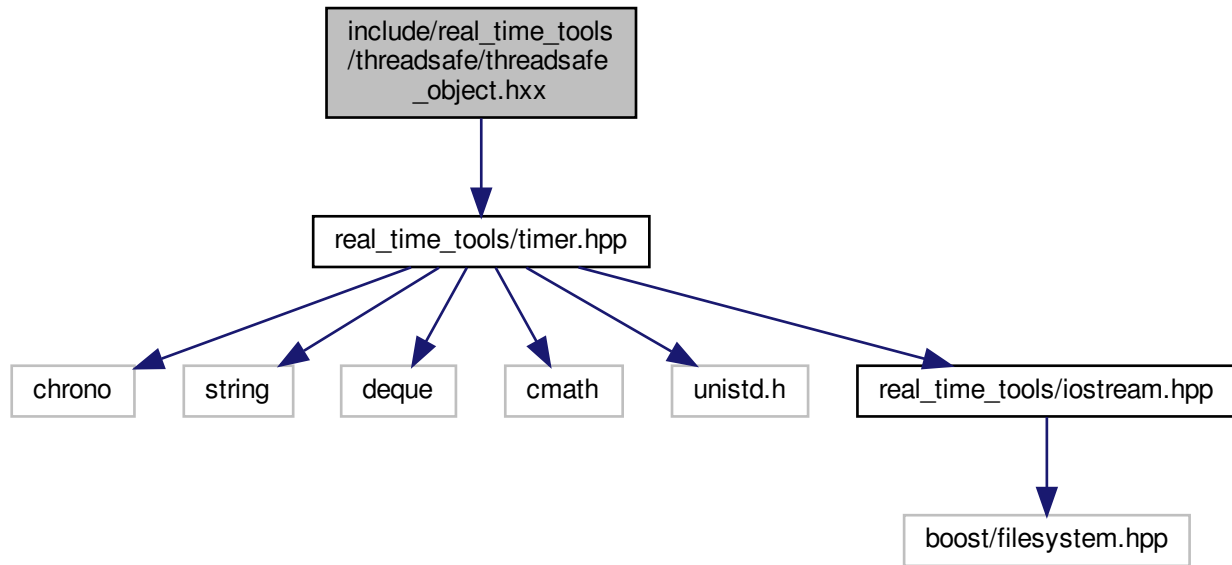 include/real_time_tools
/threadsafe/threadsafe
_object.hxx
real_time_tools/timer.hpp
chrono
string
deque
cmath
unistd.h
real_time_tools/iostream.hpp
boost/filesystem.hpp